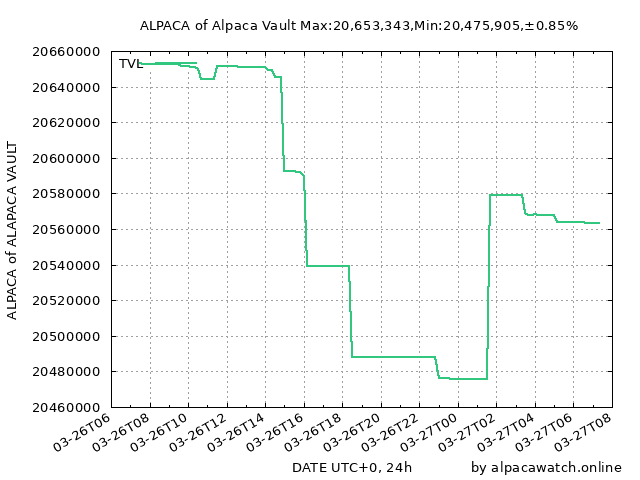 ALPACA of Alpaca Vault Max:20,653,343,Min:20,475,905,±0.85%
ALPACA of ALAPACA VAULT
20660000
20640000
20620000
20600000
20580000
20560000
20540000
20520000
20500000
20480000
20460000
TVL
03-26T06
03-26T08
03-26T10
03-26T12
03-26T14
03-26T16
03-26T18
03-26T20
03-26T22
03-27T00
03-27T02
03-27T04
03-27T06
03-27T08
DATE UTC+0, 24h
by alpacawatch.online